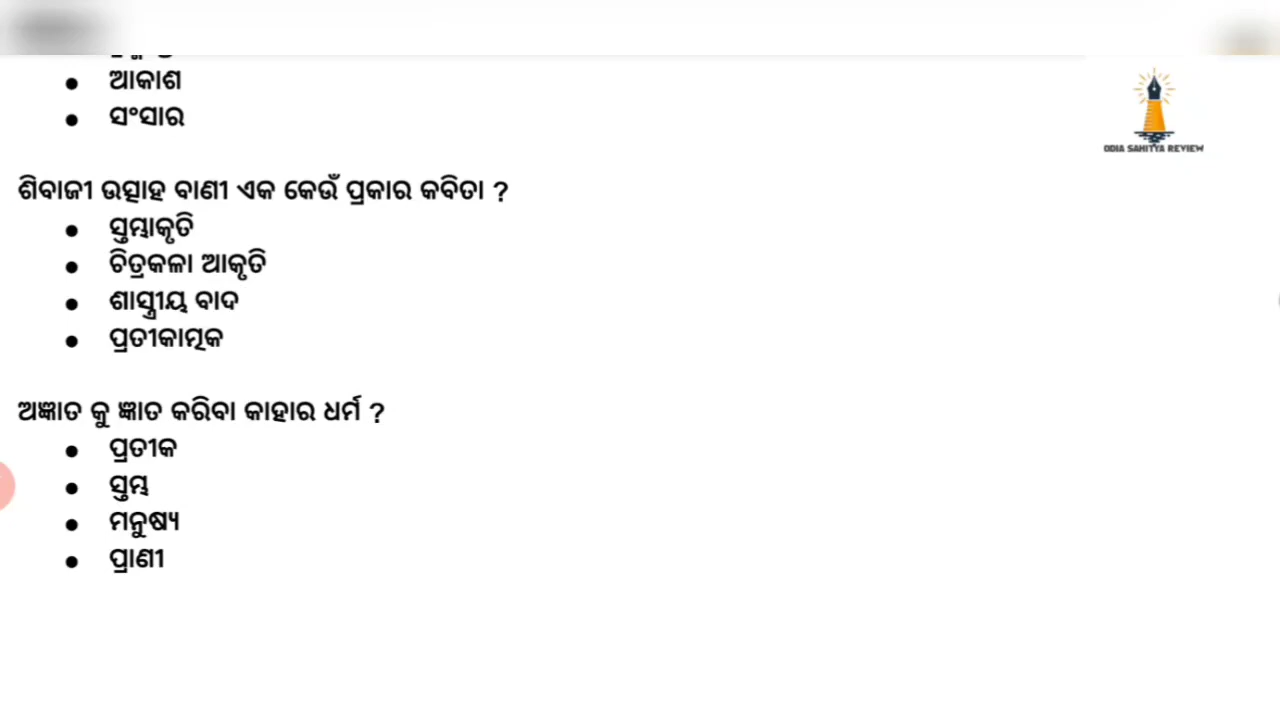 ଆକାଶ
ସଂସାର
ODIA SAHITYA REVIEW
ଶିବାଜୀ ଉତ୍ସାହ ବାଣୀ ଏକ କେଉଁ ପ୍ରକାର କବିତା ?
ସ୍ତମ୍ଭାକୃତି
ଚିତ୍ରକଳା ଆକୃତି
ଶାସ୍ତ୍ରୀୟ ବାଦ
ପ୍ରତୀକାତ୍ମକ
ଅଜ୍ଞାତ କୁ ଜ୍ଞାତ କରିବା କାହାର ଧର୍ମ ?
ପ୍ରତୀକ
ସ୍ତମ୍ଭ
ମନୁଷ୍ୟ
ପ୍ରାଣୀ